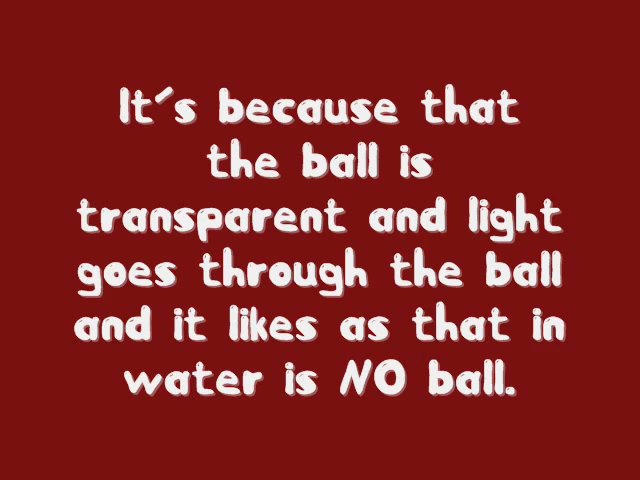 It's because that
the ball is
transparent and light
goes through the ball
and it likes as that in
water is NO ball.